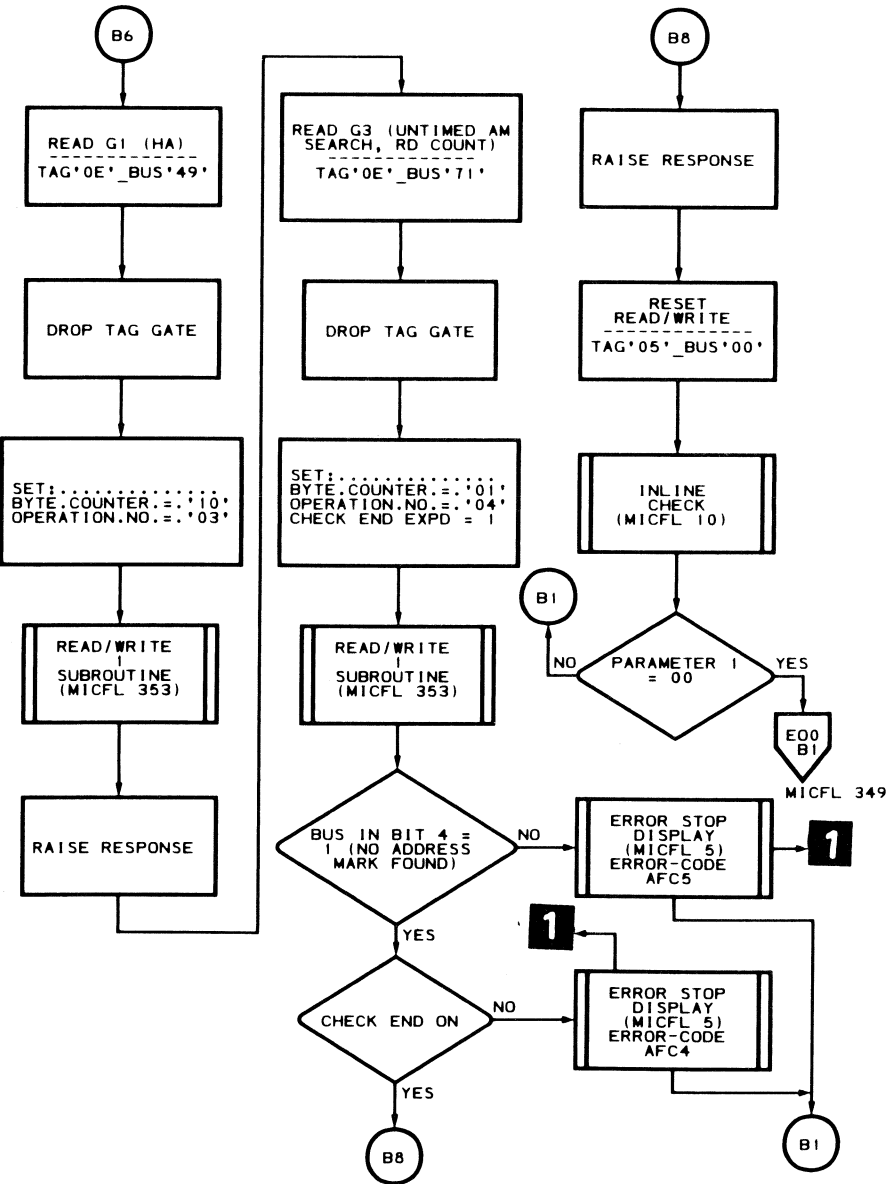 B6
READ G1 (HA)
TAG'0E'_BUS'49'
DROP TAG GATE
SET:..............
BYTE.COUNTER.=.'10'
OPERATION.NO.=.'03'
READ/WRITE
1
SUBROUTINE
(MICFL 353)
RAISE RESPONSE
READ G3 (UNTIMED AM
SEARCH, RD COUNT)
TAG'0E'_BUS'71'
DROP TAG GATE
SET:..............
BYTE.COUNTER.=.'01'
OPERATION.NO.=.'04'
CHECK END EXPD = 1
READ/WRITE
1
SUBROUTINE
(MICFL 353)
BUS IN BIT 4 =
1 (NO ADDRESS
MARK FOUND)
NO
YES
CHECK END ON
NO
YES
B8
B8
RAISE RESPONSE
RESET
READ/WRITE
TAG'05'_BUS'00'
INLINE
CHECK
(MICFL 10)
B1
NO
PARAMETER 1
= 00
YES
E00
B1
MICFL 349
ERROR STOP
DISPLAY
(MICFL 5)
ERROR-CODE
AFC5
1
1
ERROR STOP
DISPLAY
(MICFL 5)
ERROR-CODE
AFC4
B1